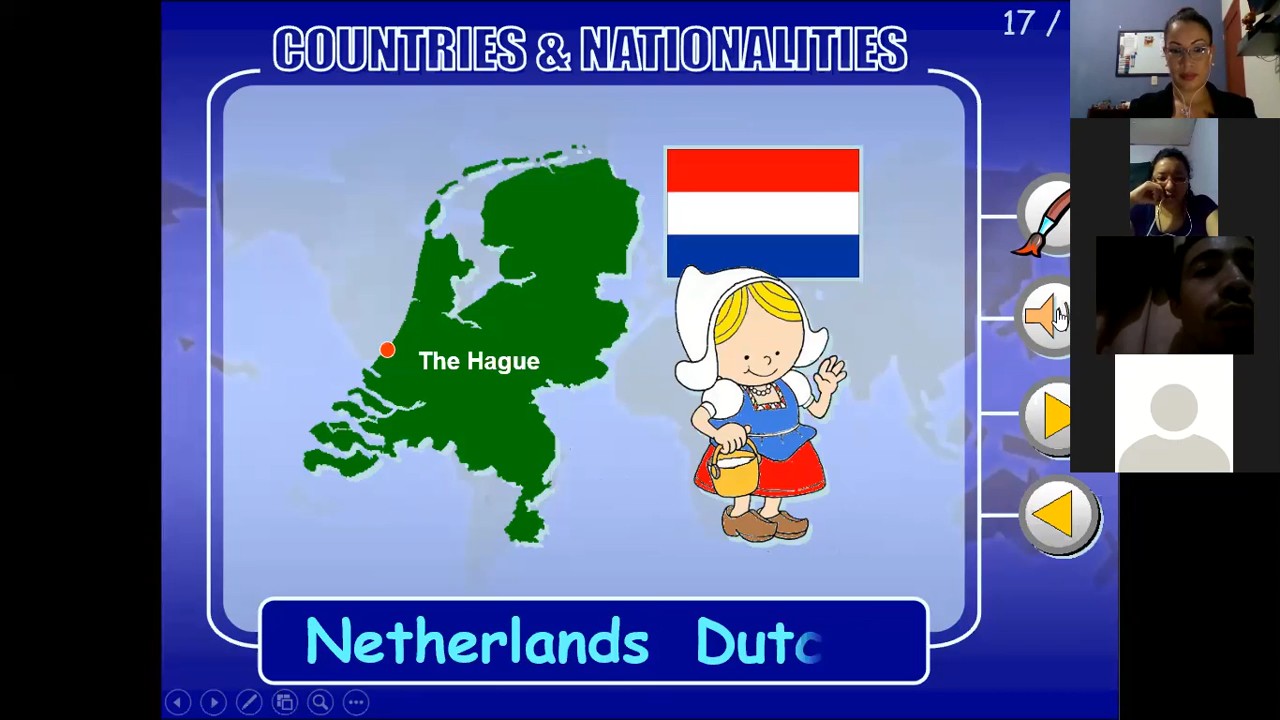 COUNTRIES & NATIONALITIES
17 /
The Hague
Netherlands Dutc